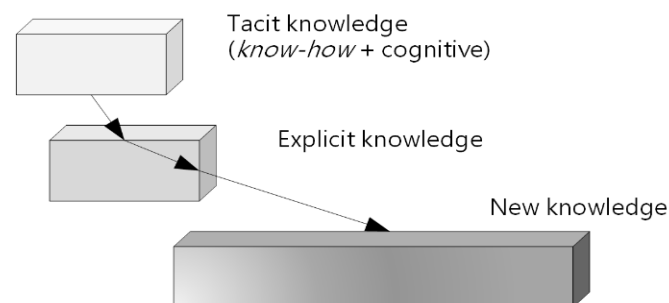 Tacit knowledge
(know-how + cognitive)
Explicit knowledge
New knowledge